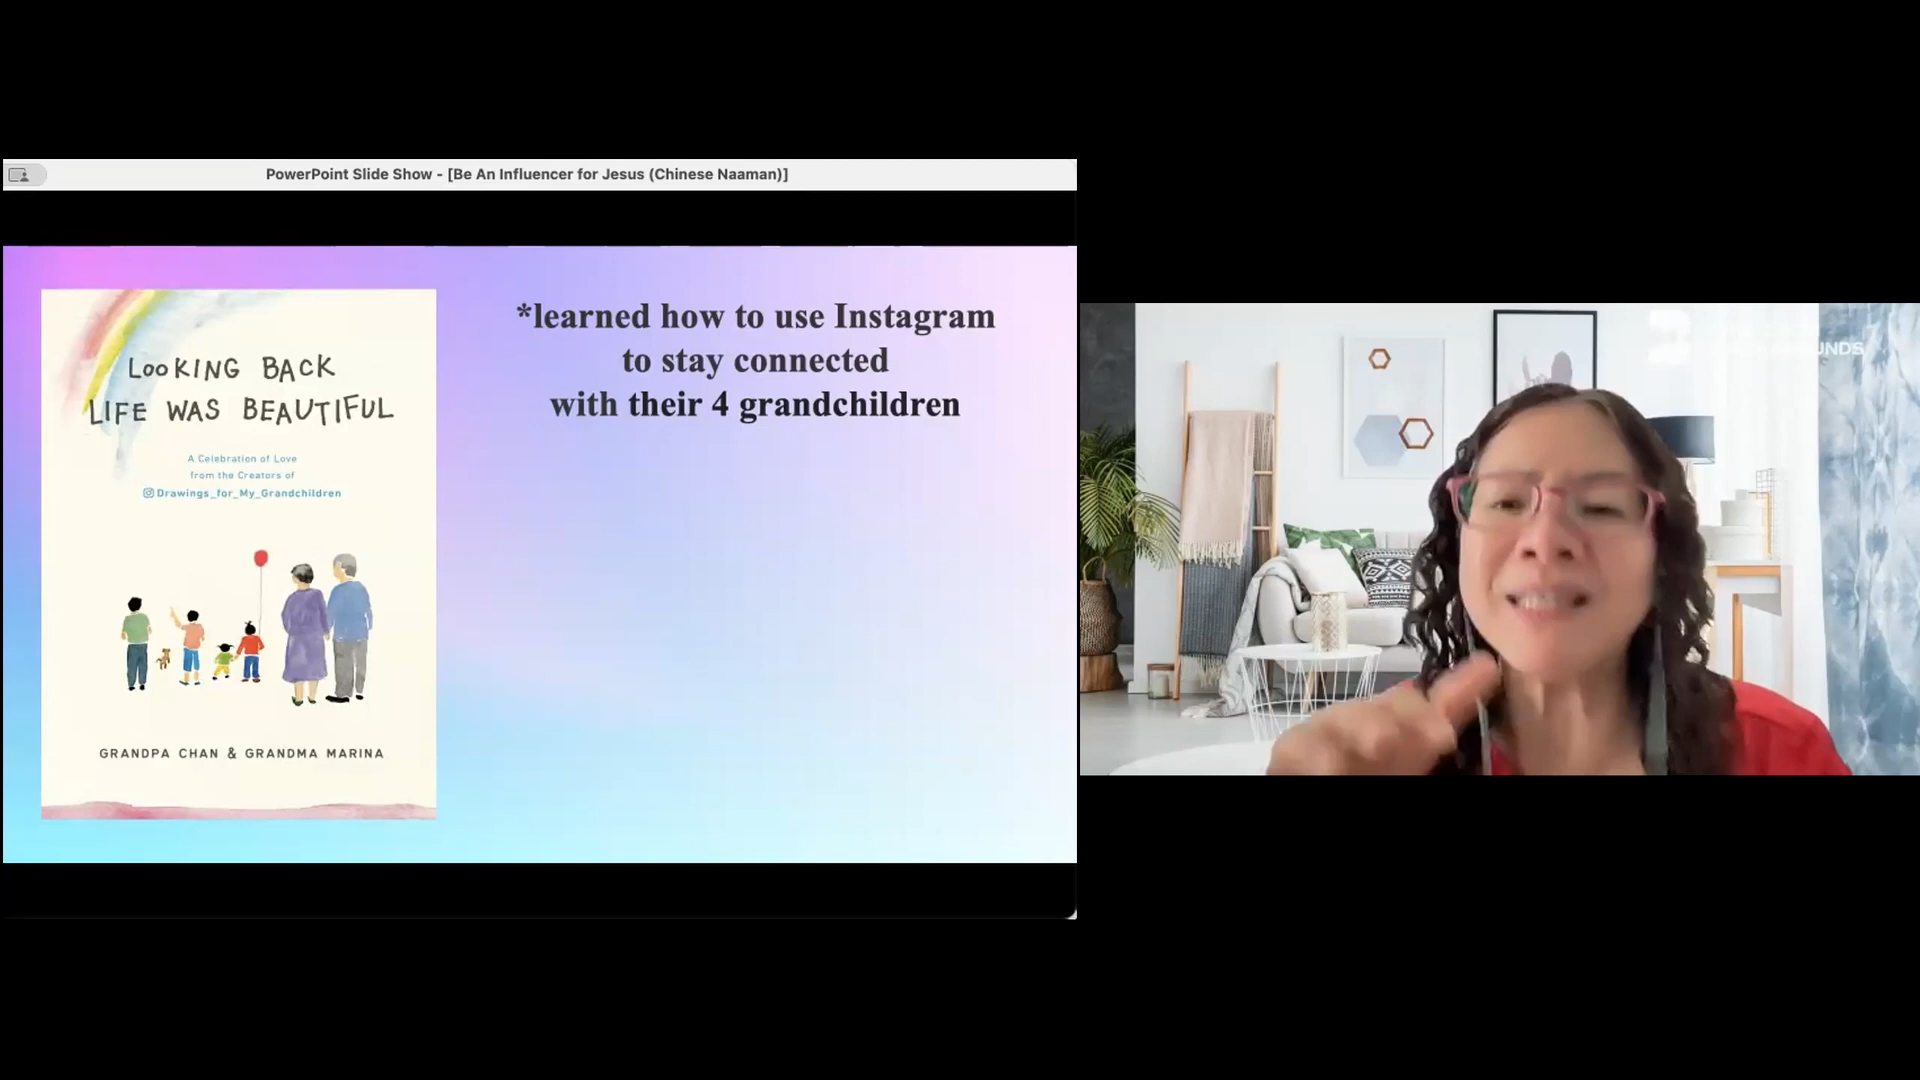 PowerPoint Slide Show - [Be An Influencer for Jesus (Chinese Naaman)]
LOOKING BACK
LIFE WAS BEAUTIFUL
A Celebration of Love
from the Creators of
Drawings_for_My_Grandchildren
GRANDPA CHAN & GRANDMA MARINA
*learned how to use Instagram
to stay connected
with their 4 grandchildren